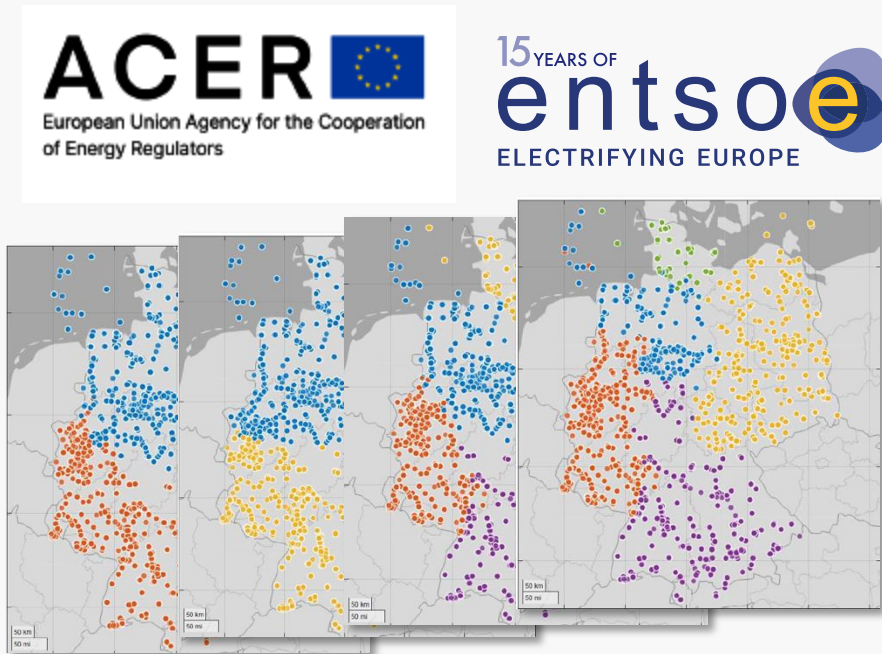 ACER
European Union Agency for the Cooperation
of Energy Regulators
15 YEARS OF
entsoe
ELECTRIFYING EUROPE
50 km
50 mi
50 km
50 mi
50 km
50 mi
50 km
50 mi